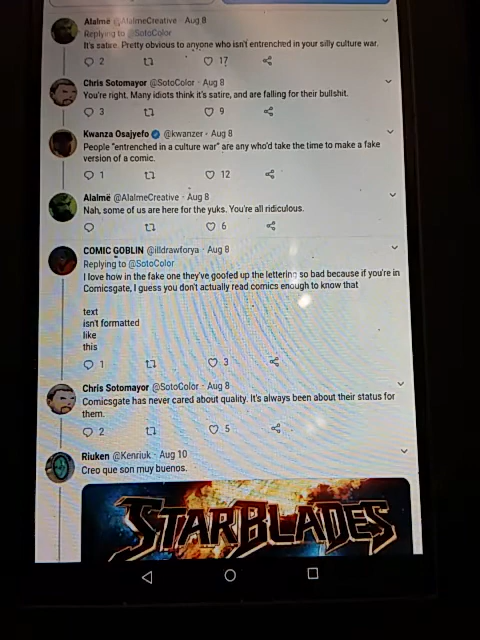 Alalmë @AlalmeCreative · Aug 8
Replying to @SotoColor
It's satire. Pretty obvious to anyone who isn't entrenched in your silly culture war.
2 17
Chris Sotomayor @SotoColor · Aug 8
You're right. Many idiots think it's satire, and are falling for their bullshit.
3 9
Kwanza Osajyefo @kwanzer · Aug 8
People "entrenched in a culture war" are any who'd take the time to make a fake
version of a comic.
1 12
Alalmë @AlalmeCreative · Aug 8
Nah, some of us are here for the yuks. You're all ridiculous.
6
COMIC GOBLIN @illdrawforya · Aug 8
Replying to @SotoColor
I love how in the fake one they've goofed up the lettering so bad because if you're in
Comicsgate, I guess you don't actually read comics enough to know that
text
isn't formatted
like
this
1 3
Chris Sotomayor @SotoColor · Aug 8
Comicsgate has never cared about quality. It's always been about their status for
them.
2 5
Riuken @Kenriuk · Aug 10
Creo que son muy buenos.
STARBLADES